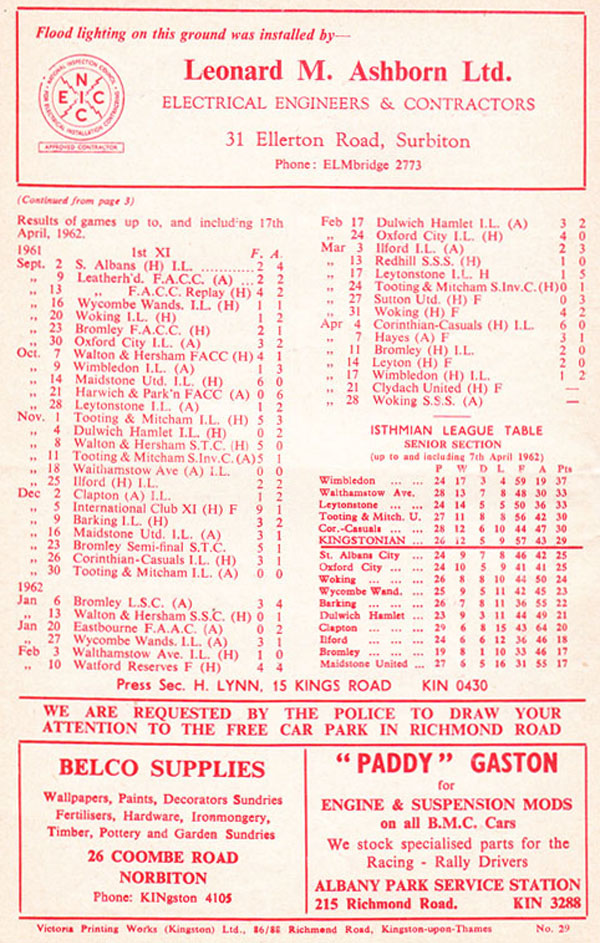 Flood lighting on this ground was installed by—
NATIONAL INSPECTION COUNCIL
FOR ELECTRICAL INSTALLATION CONTRACTING
NEICC
APPROVED CONTRACTOR
Leonard M. Ashborn Ltd.
ELECTRICAL ENGINEERS & CONTRACTORS
31 Ellerton Road, Surbiton
Phone: ELMbridge 2773
(Continued from page 3)
Results of games up to, and including 17th
April, 1962.
1961 1st XI F. A.
Sept. 2 S. Albans (H) I.L. ............ 2 4
„ 9 Leatherh'd. F.A.C.C. (A) ... 2 2
„ 13 „ F.A.C.C. Replay (H) 4 2
„ 16 Wycombe Wands. I.L. (H) 1 1
„ 20 Woking I.L. (H) 1 2
„ 23 Bromley F.A.C.C. (H) 2 1
„ 30 Oxford City I.L. (A) 3 2
Oct. 7 Walton & Hersham FACC (H) 4 1
„ 9 Wimbledon I.L. (A) 1 3
„ 14 Maidstone Utd. I.L. (H) 6 0
„ 21 Harwich & Park'n FACC (A) 0 6
„ 28 Leytonstone I.L. (A) 1 2
Nov. 1 Tooting & Mitcham I.L. (H) 5 3
„ 4 Dulwich Hamlet I.L. (H) 0 2
„ 8 Walton & Hersham S.T.C. (H) 5 0
„ 11 Tooting & Mitcham S.Inv.C.(A) 5 1
„ 18 Walthamstow Ave (A) I.L. 0 0
„ 25 Ilford (H) I.L. 2 2
Dec 2 Clapton (A) I.L. 1 2
„ 5 International Club XI (H) F 9 1
„ 9 Barking I.L. (H) 3 2
„ 16 Maidstone Utd. I.L. (A) 3 1
„ 23 Bromley Semi-final S.T.C. 5 1
„ 26 Corinthian-Casuals I.L. (H) 3 1
„ 30 Tooting & Mitcham I.L. (A) 0 0
1962
Jan 6 Bromley L.S.C. (A) 3 4
„ 13 Walton & Hersham S.S.C. (H) 0 1
Jan 20 Eastbourne F.A.A.C. (A) 0 2
„ 27 Wycombe Wands. I.L. (A) 3 1
Feb 3 Walthamstow Ave. I.L. (H) 1 0
„ 10 Watford Reserves F (H) 4 4
Feb 17 Dulwich Hamlet I.L. (A) 3 2
„ 24 Oxford City I.L. (H) 4 0
Mar 3 Ilford I.L. (A) 2 3
„ 13 Redhill S.S.S. (H) 1 0
„ 17 Leytonstone I.L. H 1 5
„ 24 Tooting & Mitcham S.Inv.C.(H) 0 1
„ 27 Sutton Utd. (H) F 0 3
„ 31 Woking (H) F 4 2
Apr 4 Corinthian-Casuals (H) I.L. 6 0
„ 7 Hayes (A) F 3 1
„ 11 Bromley (H) I.L. 2 0
„ 14 Leyton (H) F 2 0
„ 17 Wimbledon (H) I.L. 1 2
„ 21 Clydach United (H) F —
„ 28 Woking S.S.S. (A) —
ISTHMIAN LEAGUE TABLE
SENIOR SECTION
(up to and including 7th April 1962)
P W D L F A Pts
Wimbledon ... ... 24 17 3 4 59 19 37
Walthamstow Ave. 28 13 7 8 48 30 33
Leytonstone ... ... 24 14 5 5 50 36 33
Tooting & Mitch. U. 27 11 8 8 56 42 30
Cor.-Casuals ... ... 28 12 6 10 44 47 30
KINGSTONIAN ... 26 12 5 9 57 43 29
St. Albans City ... 24 9 7 8 46 42 25
Oxford City ... ... 24 10 5 9 41 41 25
Woking ... ... ... 26 8 8 10 44 50 24
Wycombe Wand. ... 25 9 5 11 42 45 23
Barking ... ... ... 26 7 8 11 36 55 22
Dulwich Hamlet ... 23 9 3 11 44 49 21
Clapton ... ... ... 29 6 8 15 43 64 20
Ilford ... ... ... 24 6 6 12 36 46 18
Bromley ... ... ... 19 8 1 10 33 46 17
Maidstone United ... 27 6 5 16 31 55 17
Press Sec. H. LYNN, 15 KINGS ROAD KIN 0430
WE ARE REQUESTED BY THE POLICE TO DRAW YOUR
ATTENTION TO THE FREE CAR PARK IN RICHMOND ROAD
BELCO SUPPLIES
Wallpapers, Paints, Decorators Sundries
Fertilisers, Hardware, Ironmongery,
Timber, Pottery and Garden Sundries
26 COOMBE ROAD
NORBITON
Phone: KINgston 4105
"PADDY" GASTON
for
ENGINE & SUSPENSION MODS
on all B.M.C. Cars
We stock specialised parts for the
Racing - Rally Drivers
ALBANY PARK SERVICE STATION
215 Richmond Road. KIN 3288
Victoria Printing Works (Kingston) Ltd., 86/88 Richmond Road, Kingston-upon-Thames No. 29